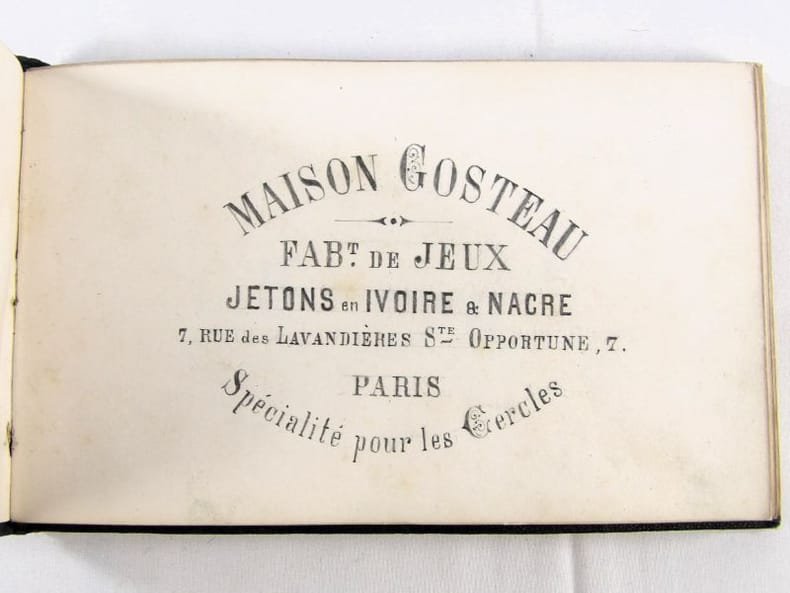 MAISON GOSTEAU
FABT. DE JEUX
JETONS en IVOIRE & NACRE
7, RUE des LAVANDIÈRES STE OPPORTUNE, 7.
PARIS
Spécialité pour les Cercles